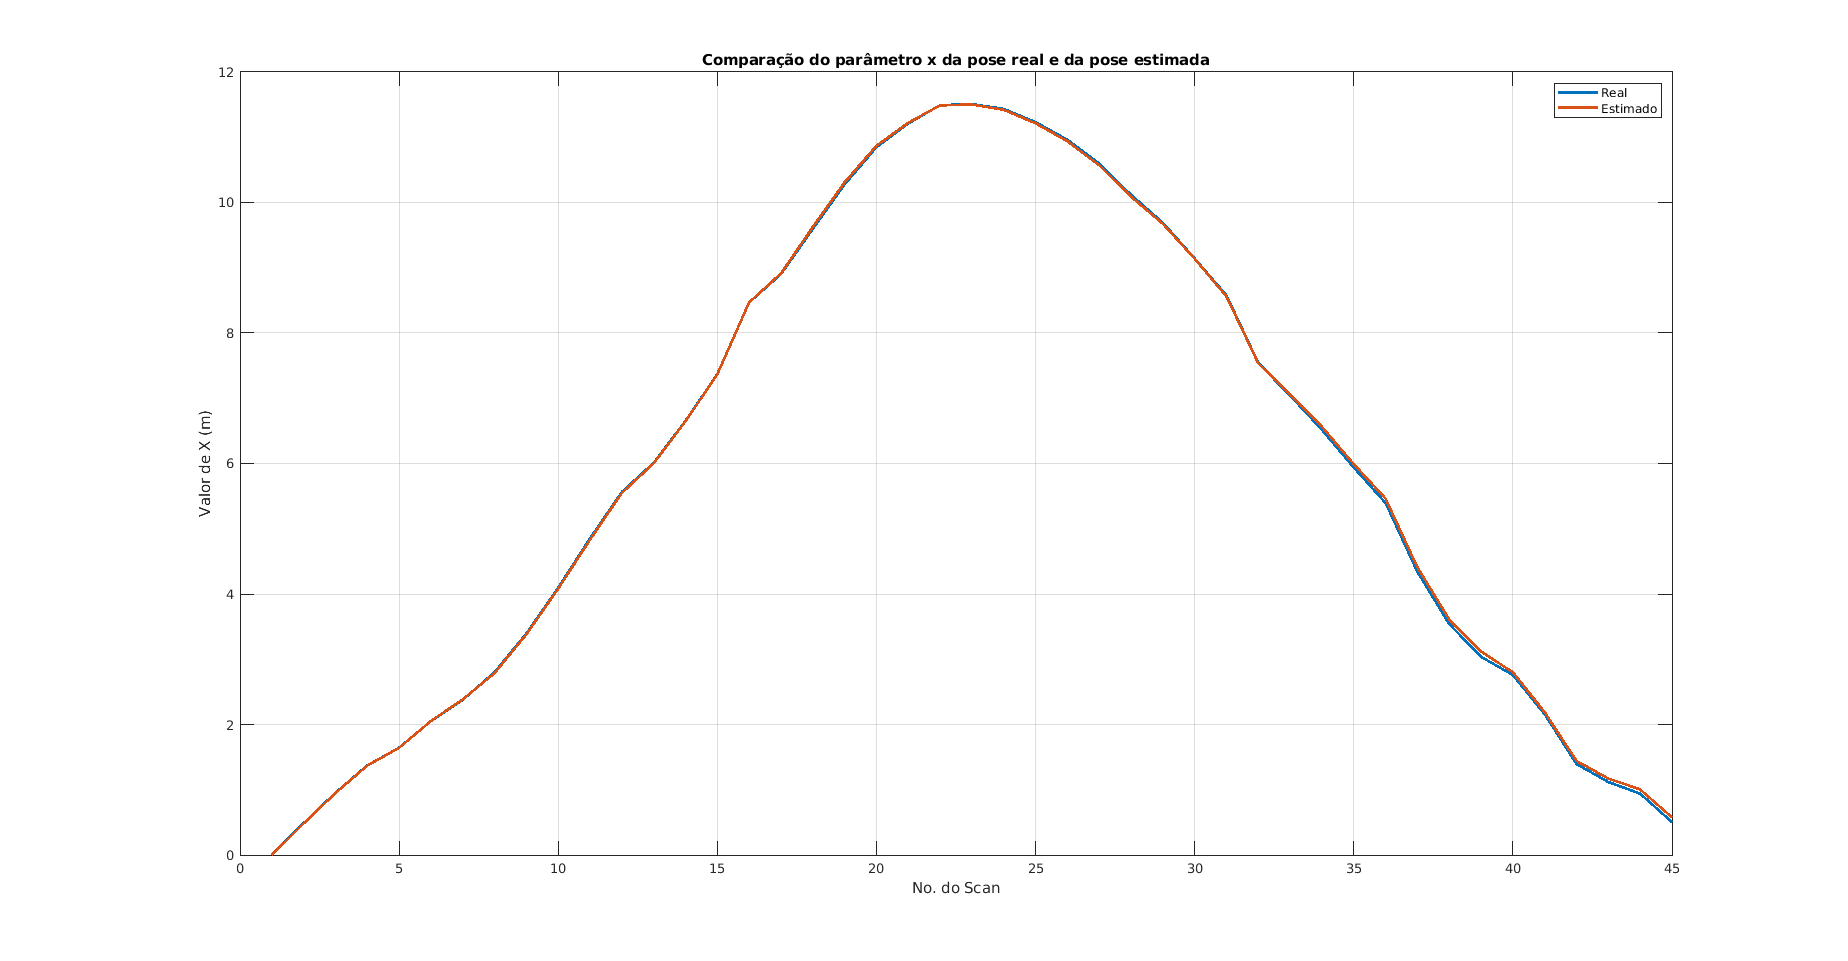 Comparação do parâmetro x da pose real e da pose estimada
Real
Estimado
12
10
8
6
4
2
0
Valor de X (m)
0 5 10 15 20 25 30 35 40 45
No. do Scan